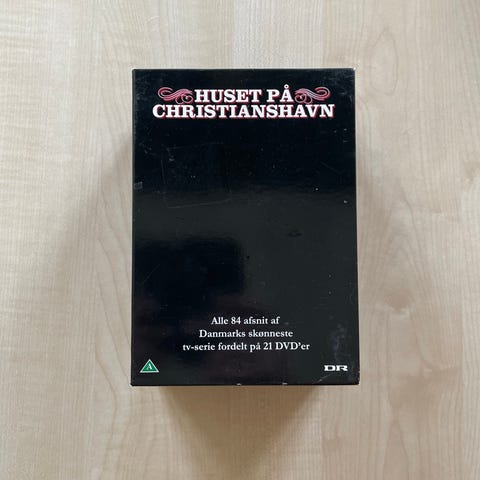 HUSET PÅ
CHRISTIANSHAVN
Alle 84 afsnit af
Danmarks skønneste
tv-serie fordelt på 21 DVD'er
A
DR